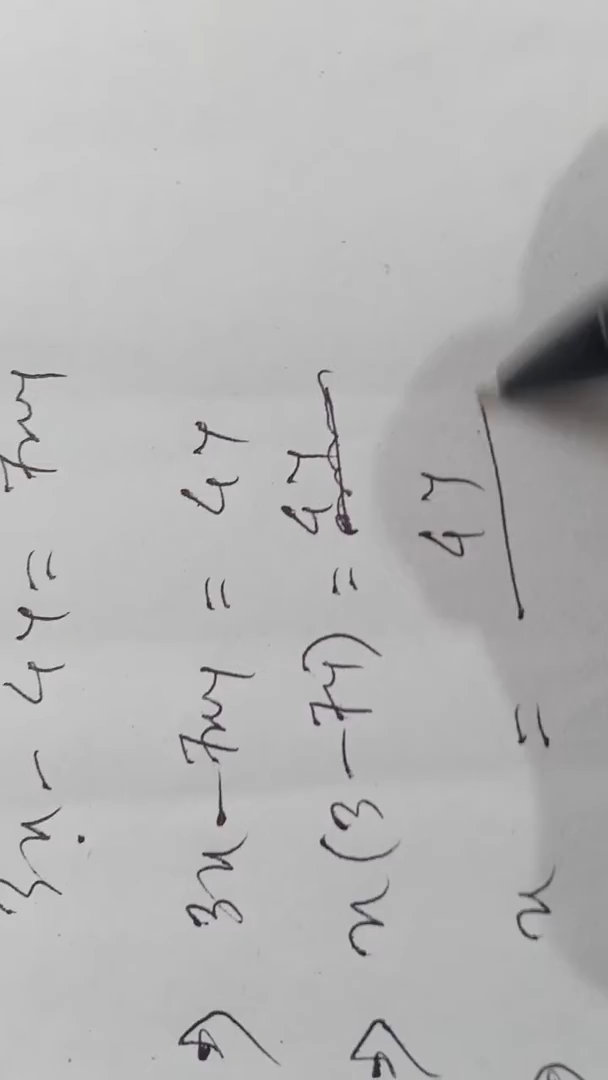 3x - 4y = 7xy
⇒ 3x - 7xy = 4y
⇒ x(3 - 7y) = 4y
x = 4y/